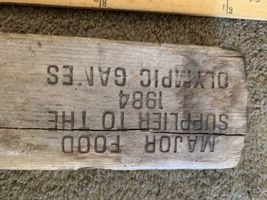 MAJOR FOOD
SUPPLIER TO THE
1984
OLYMPIC GAMES